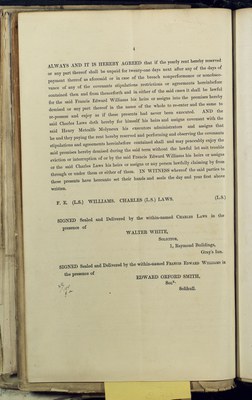 4
ALWAYS AND IT IS HEREBY AGREED that if the yearly rent hereby reserved
or any part thereof shall be unpaid for twenty-one days next after any of the days of
payment thereof as aforesaid or in case of the breach nonperformance or nonobser-
vance of any of the covenants stipulations restrictions or agreements hereinbefore
contained then and from thenceforth and in either of the said cases it shall be lawful
for the said Francis Edward Williams his heirs or assigns into the premises hereby
demised or any part thereof in the name of the whole to re-enter and the same to
re-possess and enjoy as if these presents had never been executed. AND the
said Charles Laws doth hereby for himself his heirs and assigns covenant with the
said Henry Metcalfe his executors administrators and assigns that
he and they paying the rent hereby reserved and performing and observing the covenants
stipulations and agreements hereinbefore contained shall and may peaceably enjoy the
said premises hereby demised during the said term without the lawful let suit trouble
eviction or interruption of or by the said Francis Edward Williams his heirs or assigns
or the said Charles Laws his heirs or assigns or any person lawfully claiming by from
through or under them or either of them. IN WITNESS whereof the said parties to
these presents have hereunto set their hands and seals the day and year first above
written.
F. E. (L.S.) WILLIAMS. CHARLES (L.S.) LAWS. (L.S.)
SIGNED Sealed and Delivered by the within-named CHARLES LAWS in the
presence of
WALTER WHITE,
SOLICITOR,
1, Raymond Buildings,
Gray's Inn.
SIGNED Sealed and Delivered by the within-named FRANCIS EDWARD WILLIAMS in
the presence of
EDWARD ORFORD SMITH,
Solr.
Solihull.